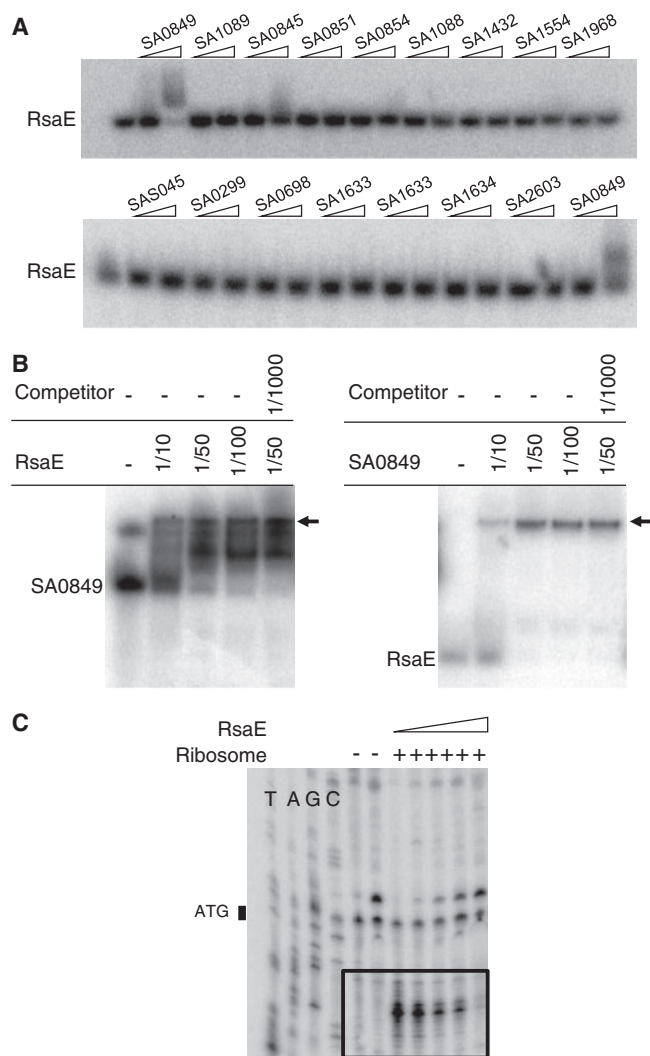 A
SA0849 SA1089 SA0845 SA0851 SA0854 SA1088 SA1432 SA1554 SA1968
RsaE
SAS045 SA0299 SA0698 SA1633 SA1633 SA1634 SA2603 SA0849
RsaE
B
Competitor - - - - 1/1000
RsaE - 1/10 1/50 1/100 1/50
SA0849
Competitor - - - - 1/1000
SA0849 - 1/10 1/50 1/100 1/50
RsaE
C
RsaE
Ribosome - - + + + + + +
T A G C
ATG